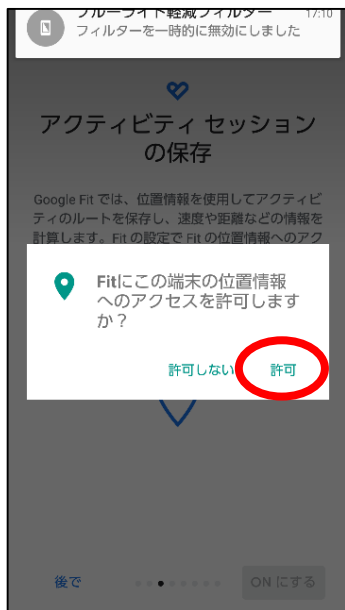 ブルーライト軽減フィルター 17:10
フィルターを一時的に無効にしました
アクティビティ セッション
の保存
Google Fit では、位置情報を使用してアクティビ
ティのルートを保存し、速度や距離などの情報を
計算します。Fit の設定で Fit の位置情報へのアク
Fitにこの端末の位置情報
へのアクセスを許可します
か？
許可しない 許可
後で ON にする